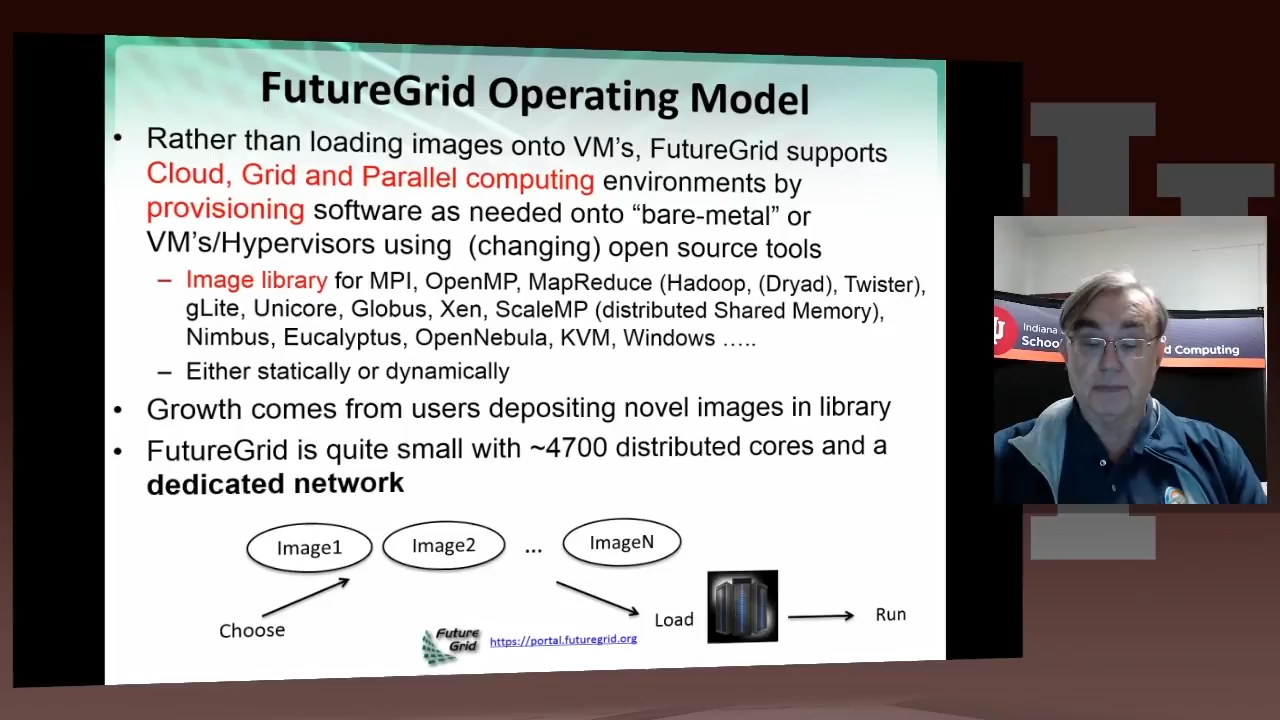 FutureGrid Operating Model
• Rather than loading images onto VM's, FutureGrid supports
Cloud, Grid and Parallel computing environments by
provisioning software as needed onto “bare-metal” or
VM's/Hypervisors using (changing) open source tools
– Image library for MPI, OpenMP, MapReduce (Hadoop, (Dryad), Twister),
gLite, Unicore, Globus, Xen, ScaleMP (distributed Shared Memory),
Nimbus, Eucalyptus, OpenNebula, KVM, Windows …..
– Either statically or dynamically
• Growth comes from users depositing novel images in library
• FutureGrid is quite small with ~4700 distributed cores and a
dedicated network
Image1 Image2 ... ImageN
Choose
Load
Run
Future
Grid
https://portal.futuregrid.org
Indiana
School
d Computing